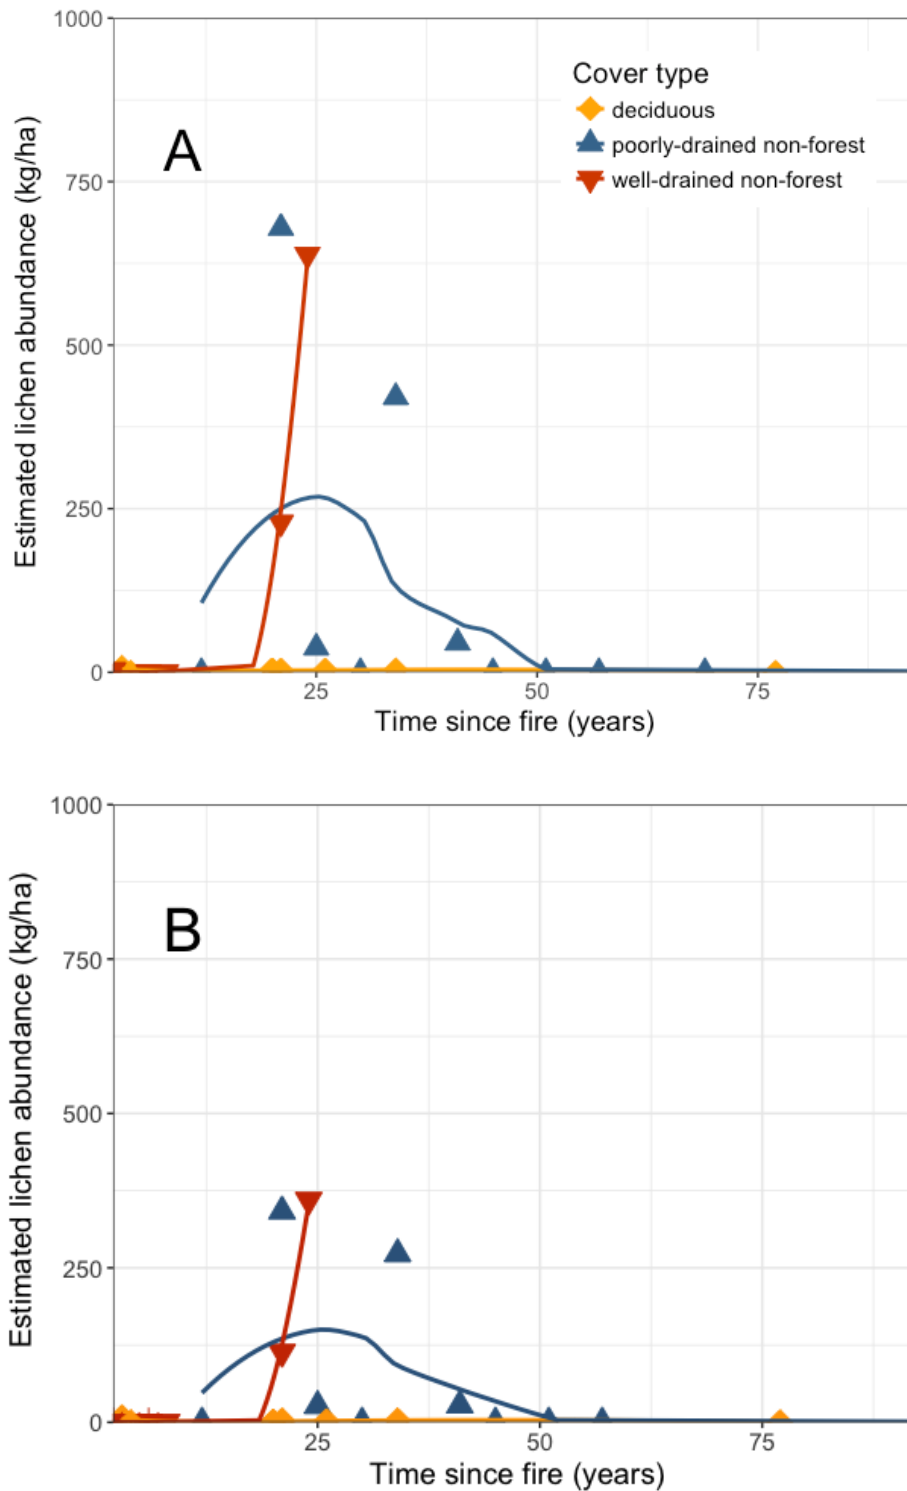 1000
750
500
250
0
Estimated lichen abundance (kg/ha)
A
Cover type
deciduous
poorly-drained non-forest
well-drained non-forest
25 50 75
Time since fire (years)
1000
750
500
250
0
Estimated lichen abundance (kg/ha)
B
25 50 75
Time since fire (years)